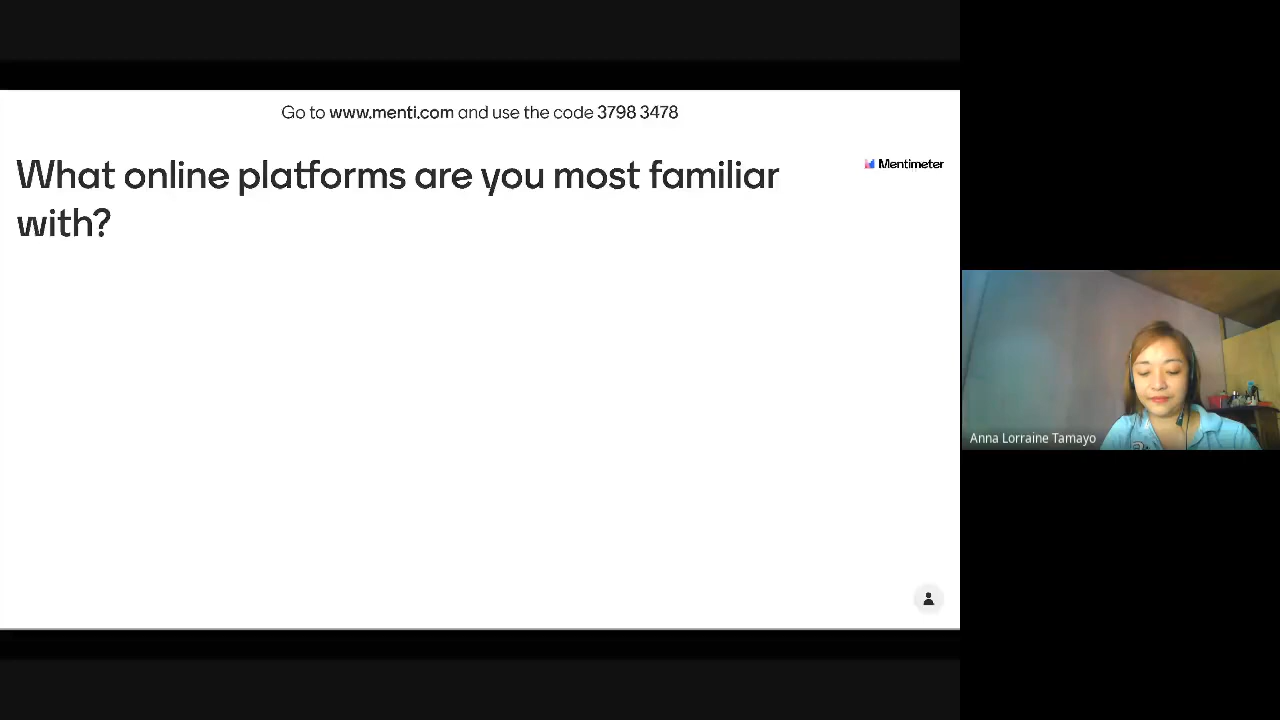 Go to www.menti.com and use the code 3798 3478
What online platforms are you most familiar
with?
Mentimeter
Anna Lorraine Tamayo